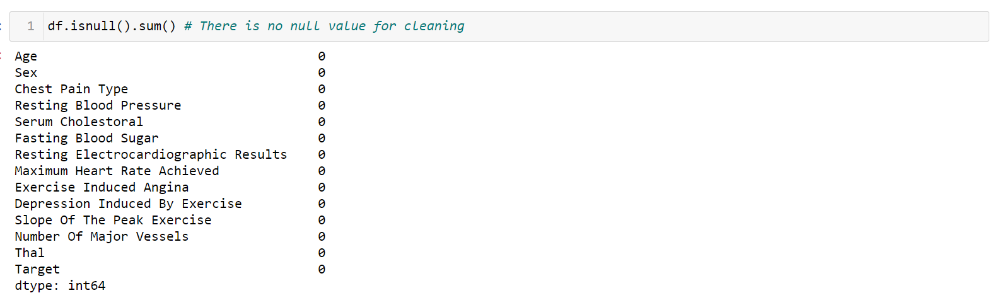 1 df.isnull().sum() # There is no null value for cleaning
Age 0
Sex 0
Chest Pain Type 0
Resting Blood Pressure 0
Serum Cholestoral 0
Fasting Blood Sugar 0
Resting Electrocardiographic Results 0
Maximum Heart Rate Achieved 0
Exercise Induced Angina 0
Depression Induced By Exercise 0
Slope Of The Peak Exercise 0
Number Of Major Vessels 0
Thal 0
Target 0
dtype: int64